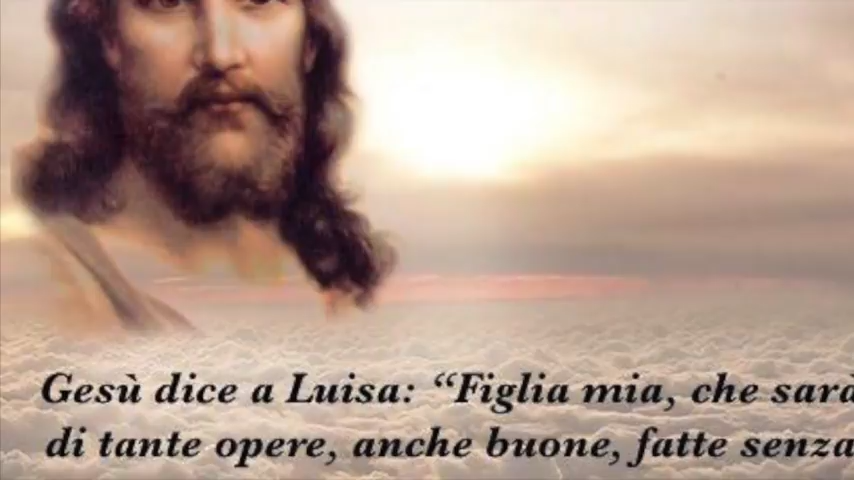 Gesù dice a Luisa: “Figlia mia, che sarà
di tante opere, anche buone, fatte senza